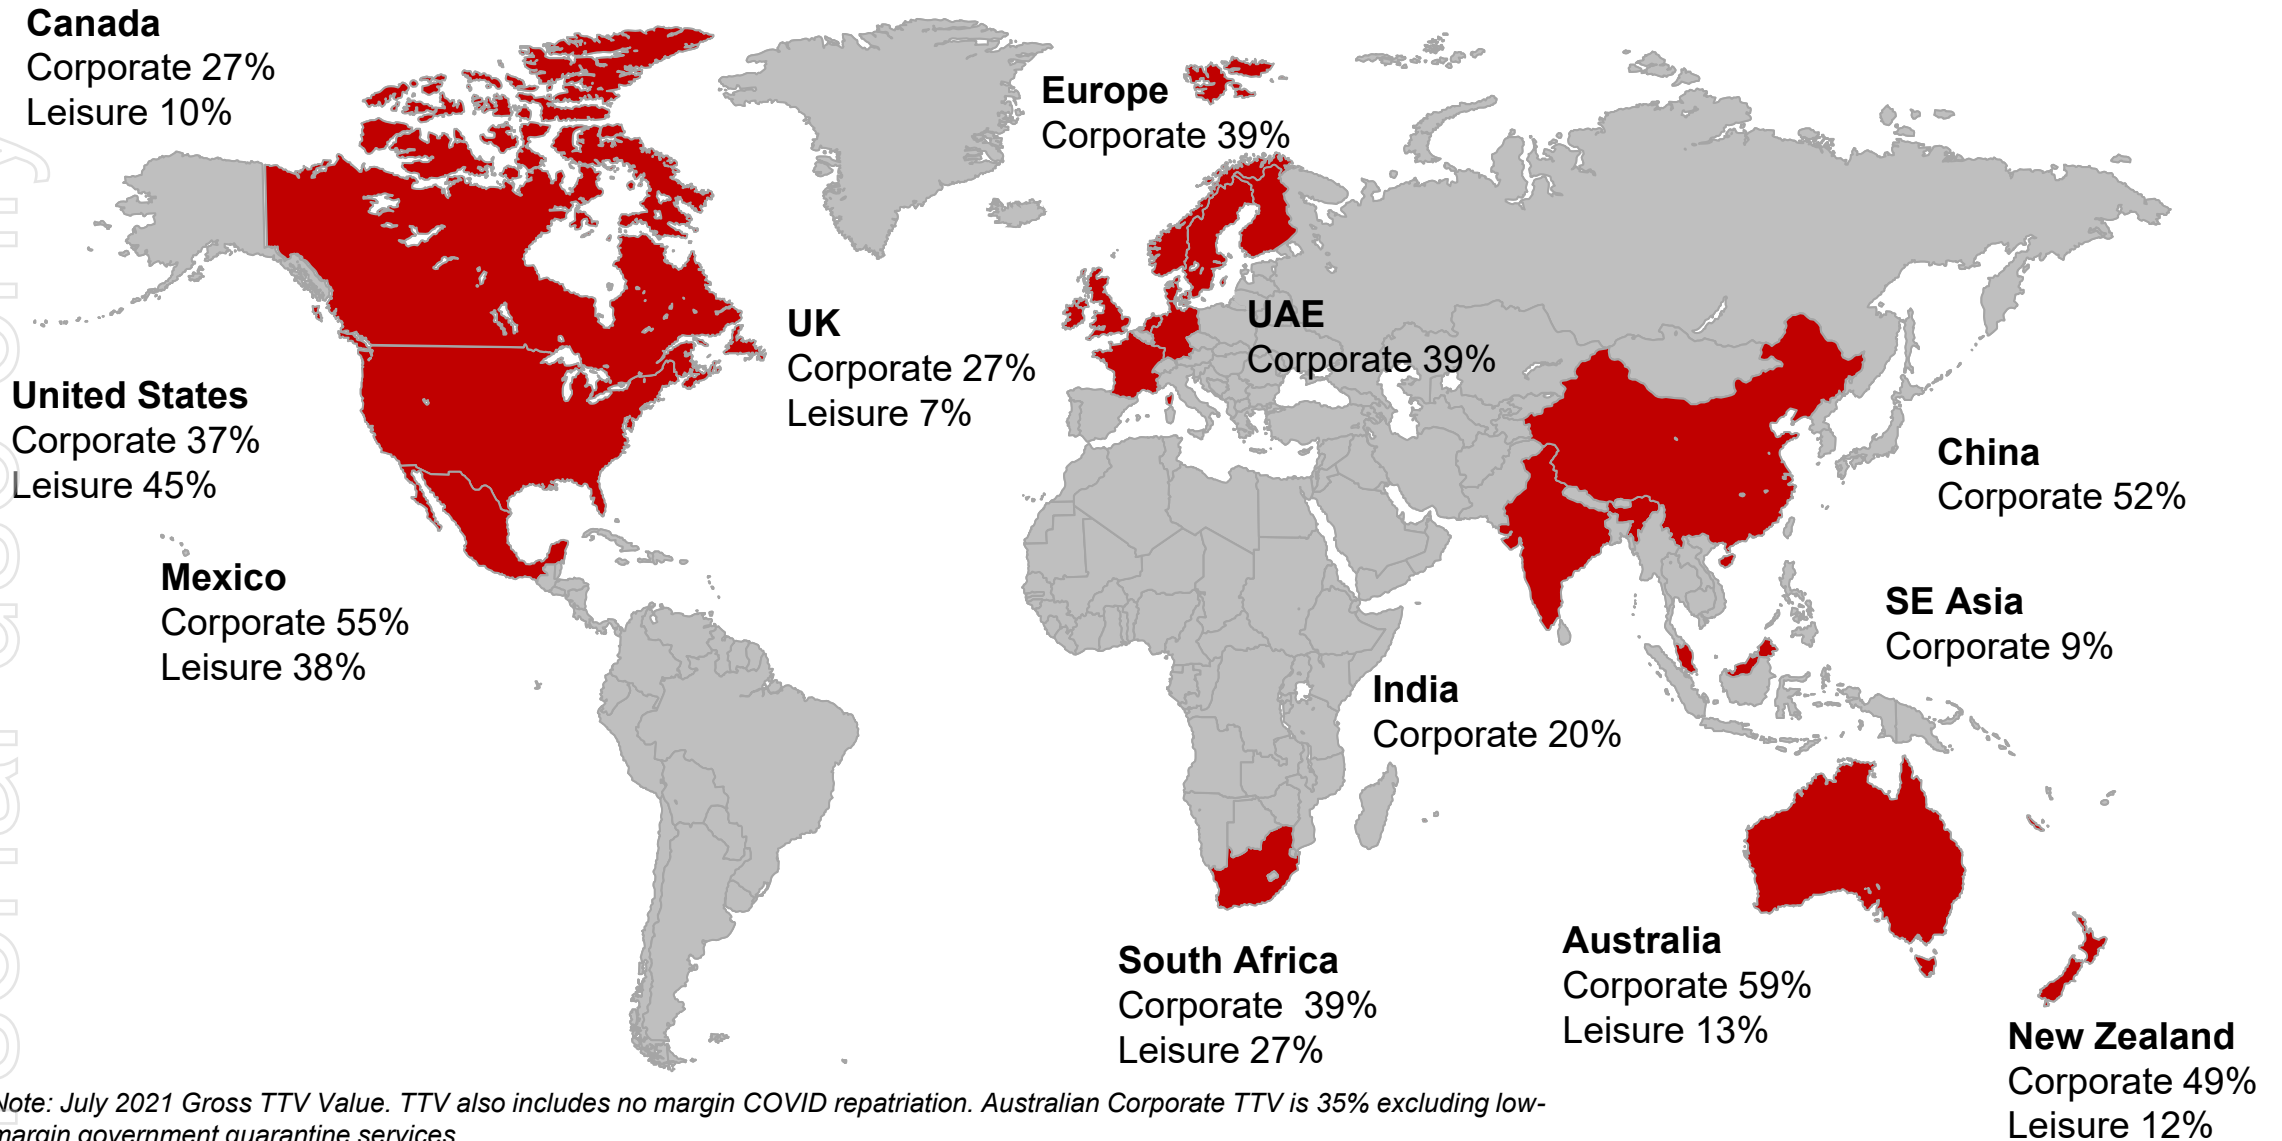 Canada
Corporate 27%
Leisure 10%
Europe
Corporate 39%
UK
Corporate 27%
Leisure 7%
UAE
Corporate 39%
United States
Corporate 37%
Leisure 45%
China
Corporate 52%
Mexico
Corporate 55%
Leisure 38%
SE Asia
Corporate 9%
India
Corporate 20%
South Africa
Corporate  39%
Leisure 27%
Australia
Corporate 59%
Leisure 13%
New Zealand
Corporate 49%
Leisure 12%
Note: July 2021 Gross TTV Value. TTV also includes no margin COVID repatriation. Australian Corporate TTV is 35% excluding low-
margin government quarantine services